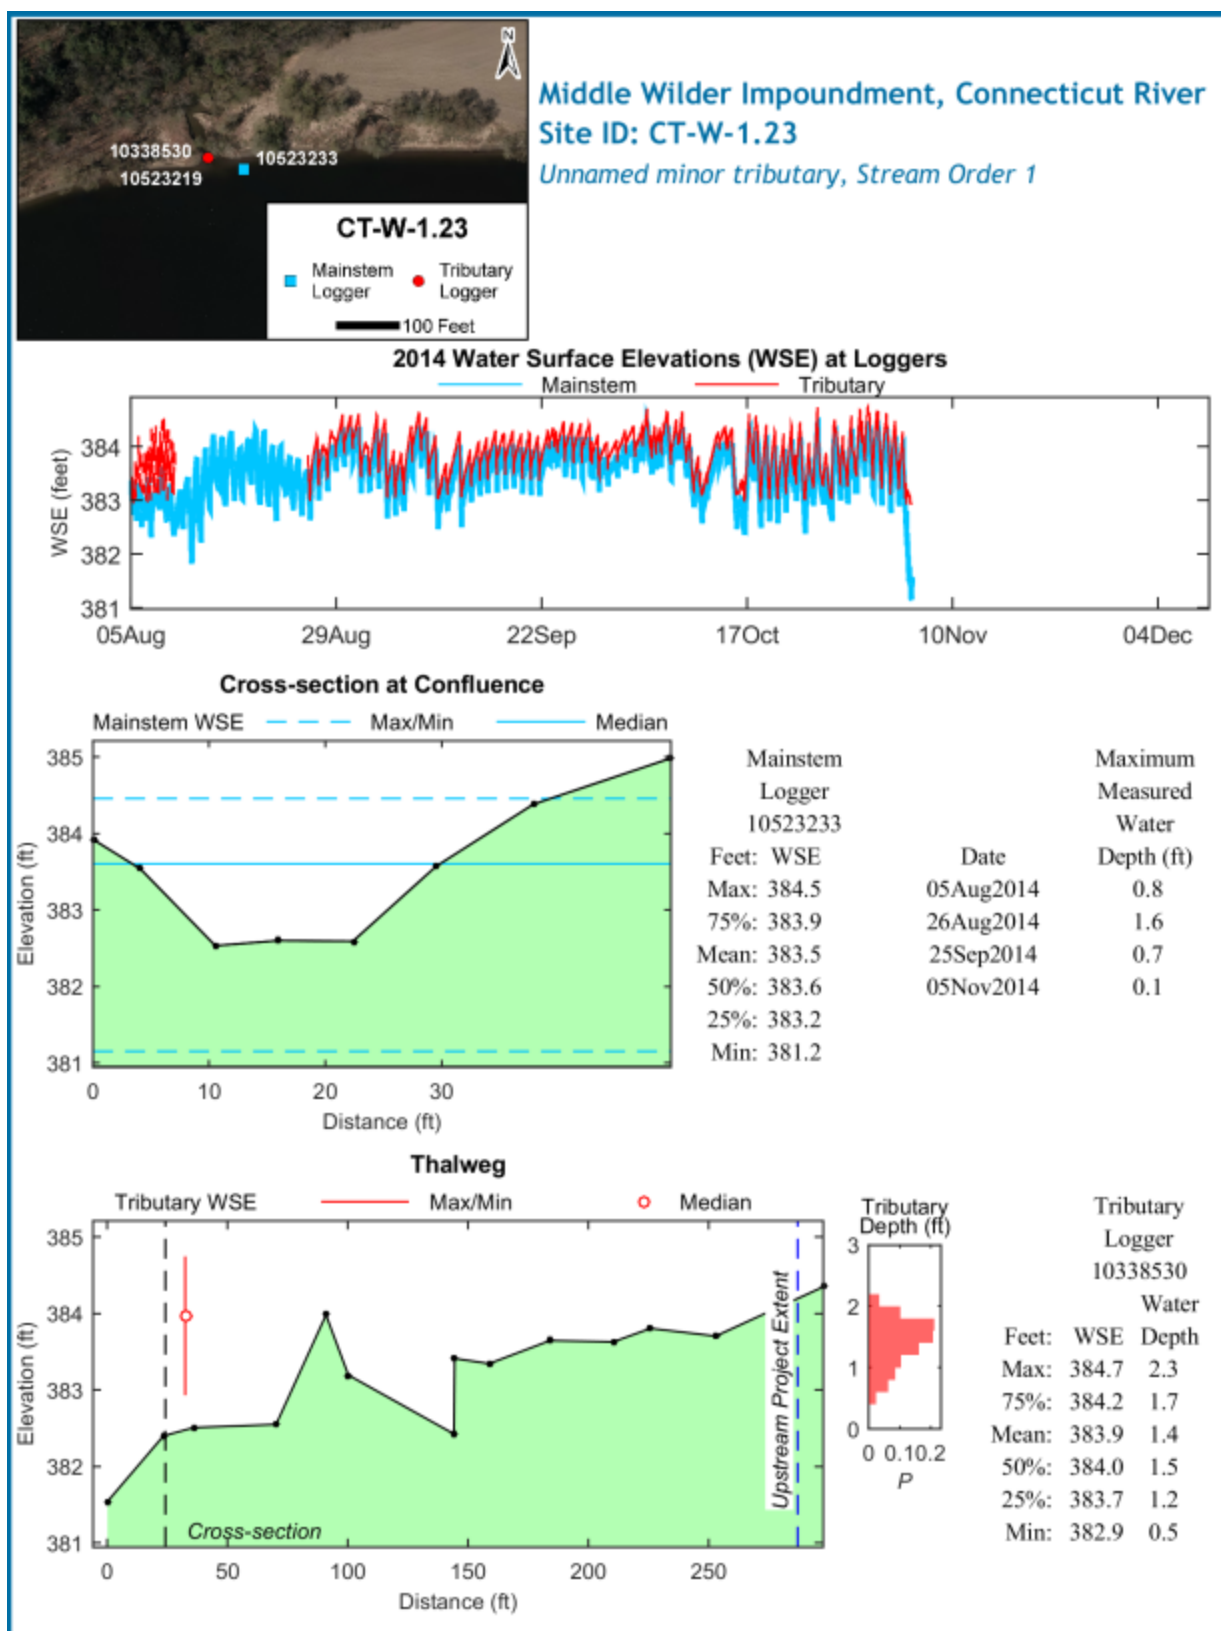 N
10338530
10523219
10523233
CT-W-1.23
Mainstem Logger
Tributary Logger
100 Feet
Middle Wilder Impoundment, Connecticut River
Site ID: CT-W-1.23
Unnamed minor tributary, Stream Order 1
2014 Water Surface Elevations (WSE) at Loggers
Mainstem Tributary
WSE (feet)
384
383
382
381
05Aug 29Aug 22Sep 17Oct 10Nov 04Dec
Cross-section at Confluence
Mainstem WSE Max/Min Median
Elevation (ft)
385
384
383
382
381
0 10 20 30
Distance (ft)
Mainstem
Logger
10523233
Feet: WSE
Max: 384.5
75%: 383.9
Mean: 383.5
50%: 383.6
25%: 383.2
Min: 381.2
Maximum
Measured
Water
Date Depth (ft)
05Aug2014 0.8
26Aug2014 1.6
25Sep2014 0.7
05Nov2014 0.1
Thalweg
Tributary WSE Max/Min Median
Elevation (ft)
385
384
383
382
381
Cross-section
Upstream Project Extent
0 50 100 150 200 250
Distance (ft)
Tributary
Depth (ft)
3
2
1
0
0 0.10.2
P
Tributary
Logger
10338530
Water
Feet: WSE Depth
Max: 384.7 2.3
75%: 384.2 1.7
Mean: 383.9 1.4
50%: 384.0 1.5
25%: 383.7 1.2
Min: 382.9 0.5